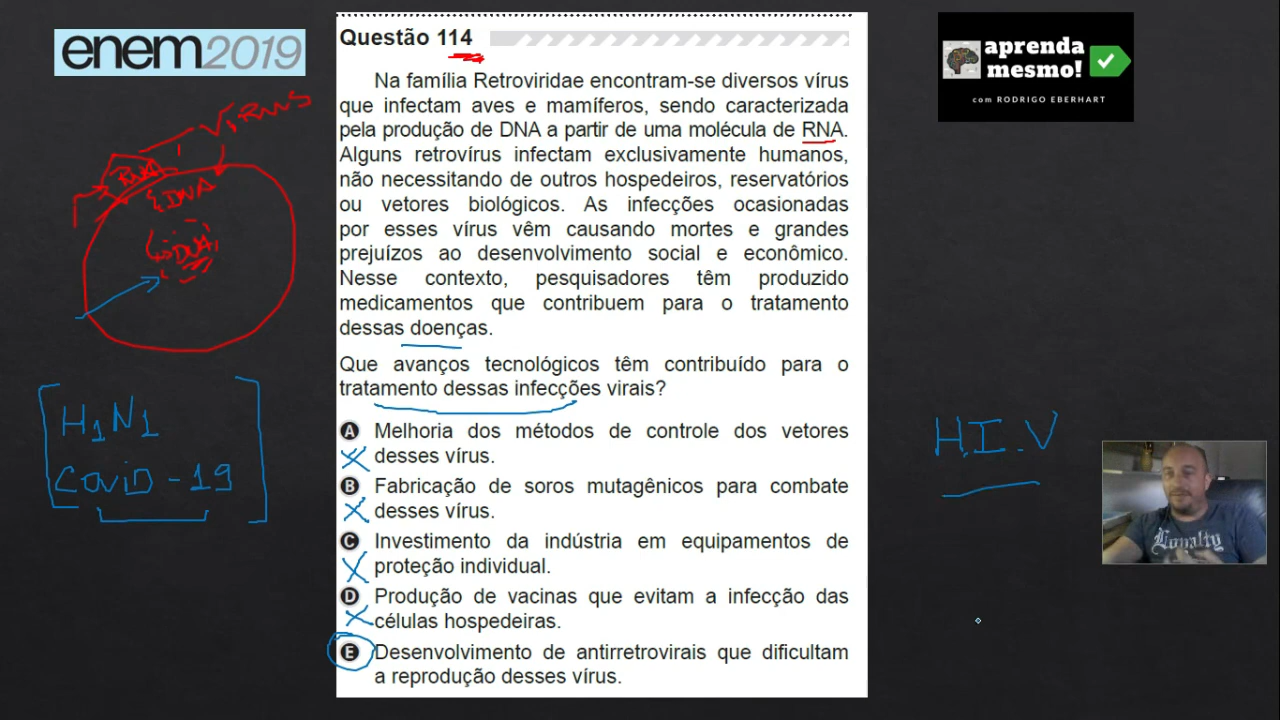 enem2019
Questão 114
Na família Retroviridae encontram-se diversos vírus
que infectam aves e mamíferos, sendo caracterizada
pela produção de DNA a partir de uma molécula de RNA.
Alguns retrovírus infectam exclusivamente humanos,
não necessitando de outros hospedeiros, reservatórios
ou vetores biológicos. As infecções ocasionadas
por esses vírus vêm causando mortes e grandes
prejuízos ao desenvolvimento social e econômico.
Nesse contexto, pesquisadores têm produzido
medicamentos que contribuem para o tratamento
dessas doenças.
Que avanços tecnológicos têm contribuído para o
tratamento dessas infecções virais?
A Melhoria dos métodos de controle dos vetores
desses vírus.
B Fabricação de soros mutagênicos para combate
desses vírus.
C Investimento da indústria em equipamentos de
proteção individual.
D Produção de vacinas que evitam a infecção das
células hospedeiras.
E Desenvolvimento de antirretrovirais que dificultam
a reprodução desses vírus.
VíRUS
RNA
DNA
DNA
H1N1
CoviD-19
aprenda
mesmo!
com RODRIGO EBERHART
H.I.V
Loyalty